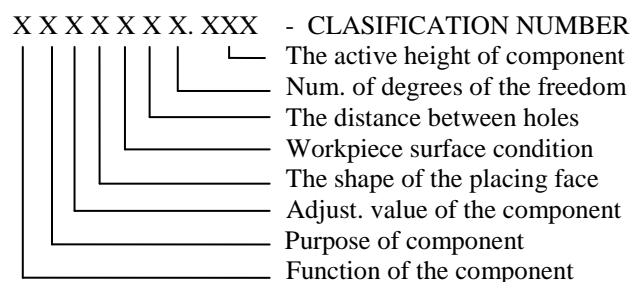 X X X X X X X. XXX - CLASIFICATION NUMBER
The active height of component
Num. of degrees of the freedom
The distance between holes
Workpiece surface condition
The shape of the placing face
Adjust. value of the component
Purpose of component
Function of the component